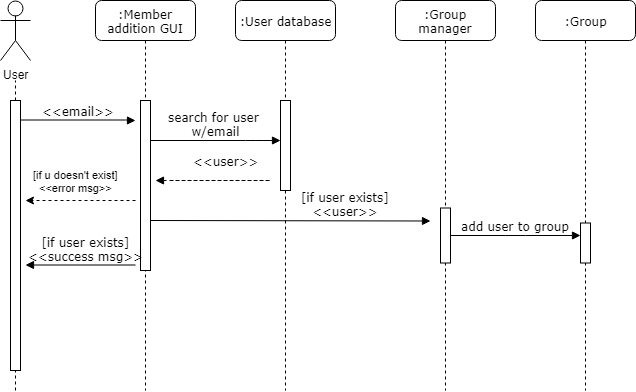 :Member
addition GUI
:User database
:Group
manager
:Group
User
<<email>>
search for user
w/email
<<user>>
[if u doesn't exist]
<<error msg>>
[if user exists]
<<user>>
add user to group
[if user exists]
<<success msg>>